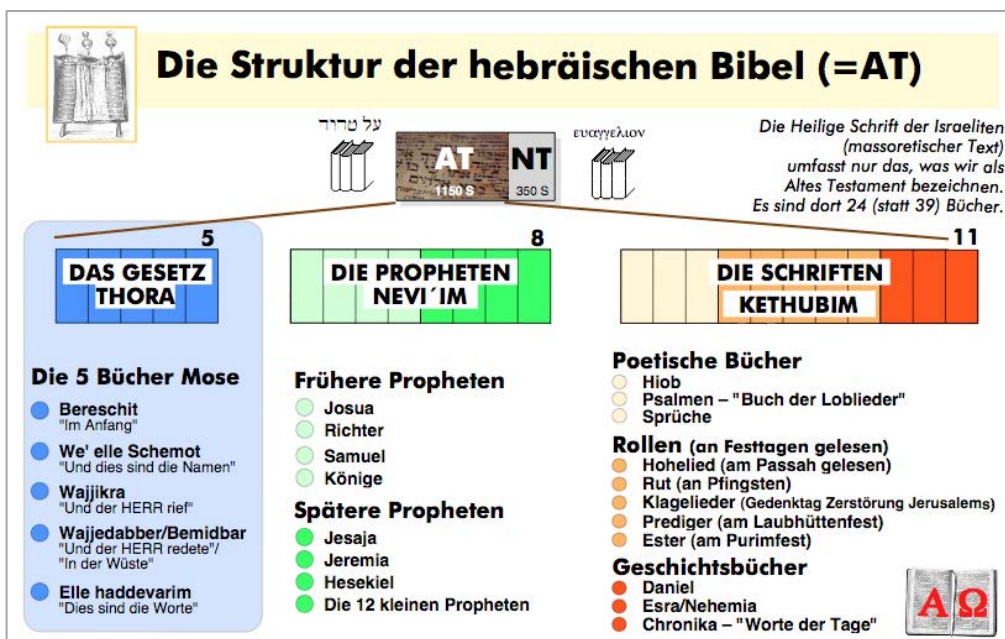 Die Struktur der hebräischen Bibel (=AT)
על טהוד
ευαγγελιον
AT
1150 S
NT
350 S
Die Heilige Schrift der Israeliten
(massoretischer Text)
umfasst nur das, was wir als
Altes Testament bezeichnen.
Es sind dort 24 (statt 39) Bücher.
5
DAS GESETZ
THORA
Die 5 Bücher Mose
Bereschit
"Im Anfang"
We' elle Schemot
"Und dies sind die Namen"
Wajjikra
"Und der HERR rief"
Wajjedabber/Bemidbar
"Und der HERR redete"/
"In der Wüste"
Elle haddevarim
"Dies sind die Worte"
8
DIE PROPHETEN
NEVI´IM
Frühere Propheten
Josua
Richter
Samuel
Könige
Spätere Propheten
Jesaja
Jeremia
Hesekiel
Die 12 kleinen Propheten
11
DIE SCHRIFTEN
KETHUBIM
Poetische Bücher
Hiob
Psalmen – "Buch der Loblieder"
Sprüche
Rollen (an Festtagen gelesen)
Hohelied (am Passah gelesen)
Rut (an Pfingsten)
Klagelieder (Gedenktag Zerstörung Jerusalems)
Prediger (am Laubhüttenfest)
Ester (am Purimfest)
Geschichtsbücher
Daniel
Esra/Nehemia
Chronika – "Worte der Tage"
Α Ω